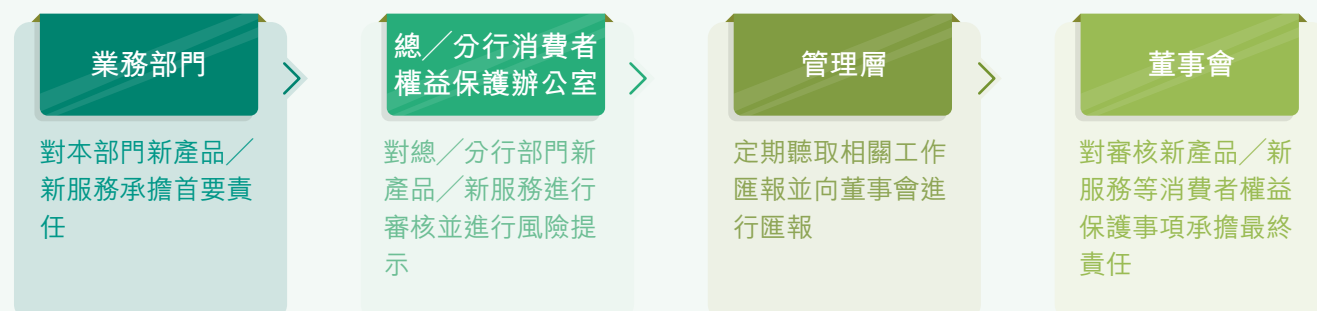 業務部門
對本部門新產品／
新服務承擔首要責
任
總／分行消費者
權益保護辦公室
對總／分行部門新
產品／新服務進行
審核並進行風險提
示
管理層
定期聽取相關工作
匯報並向董事會進
行匯報
董事會
對審核新產品／新
服務等消費者權益
保護事項承擔最終
責任